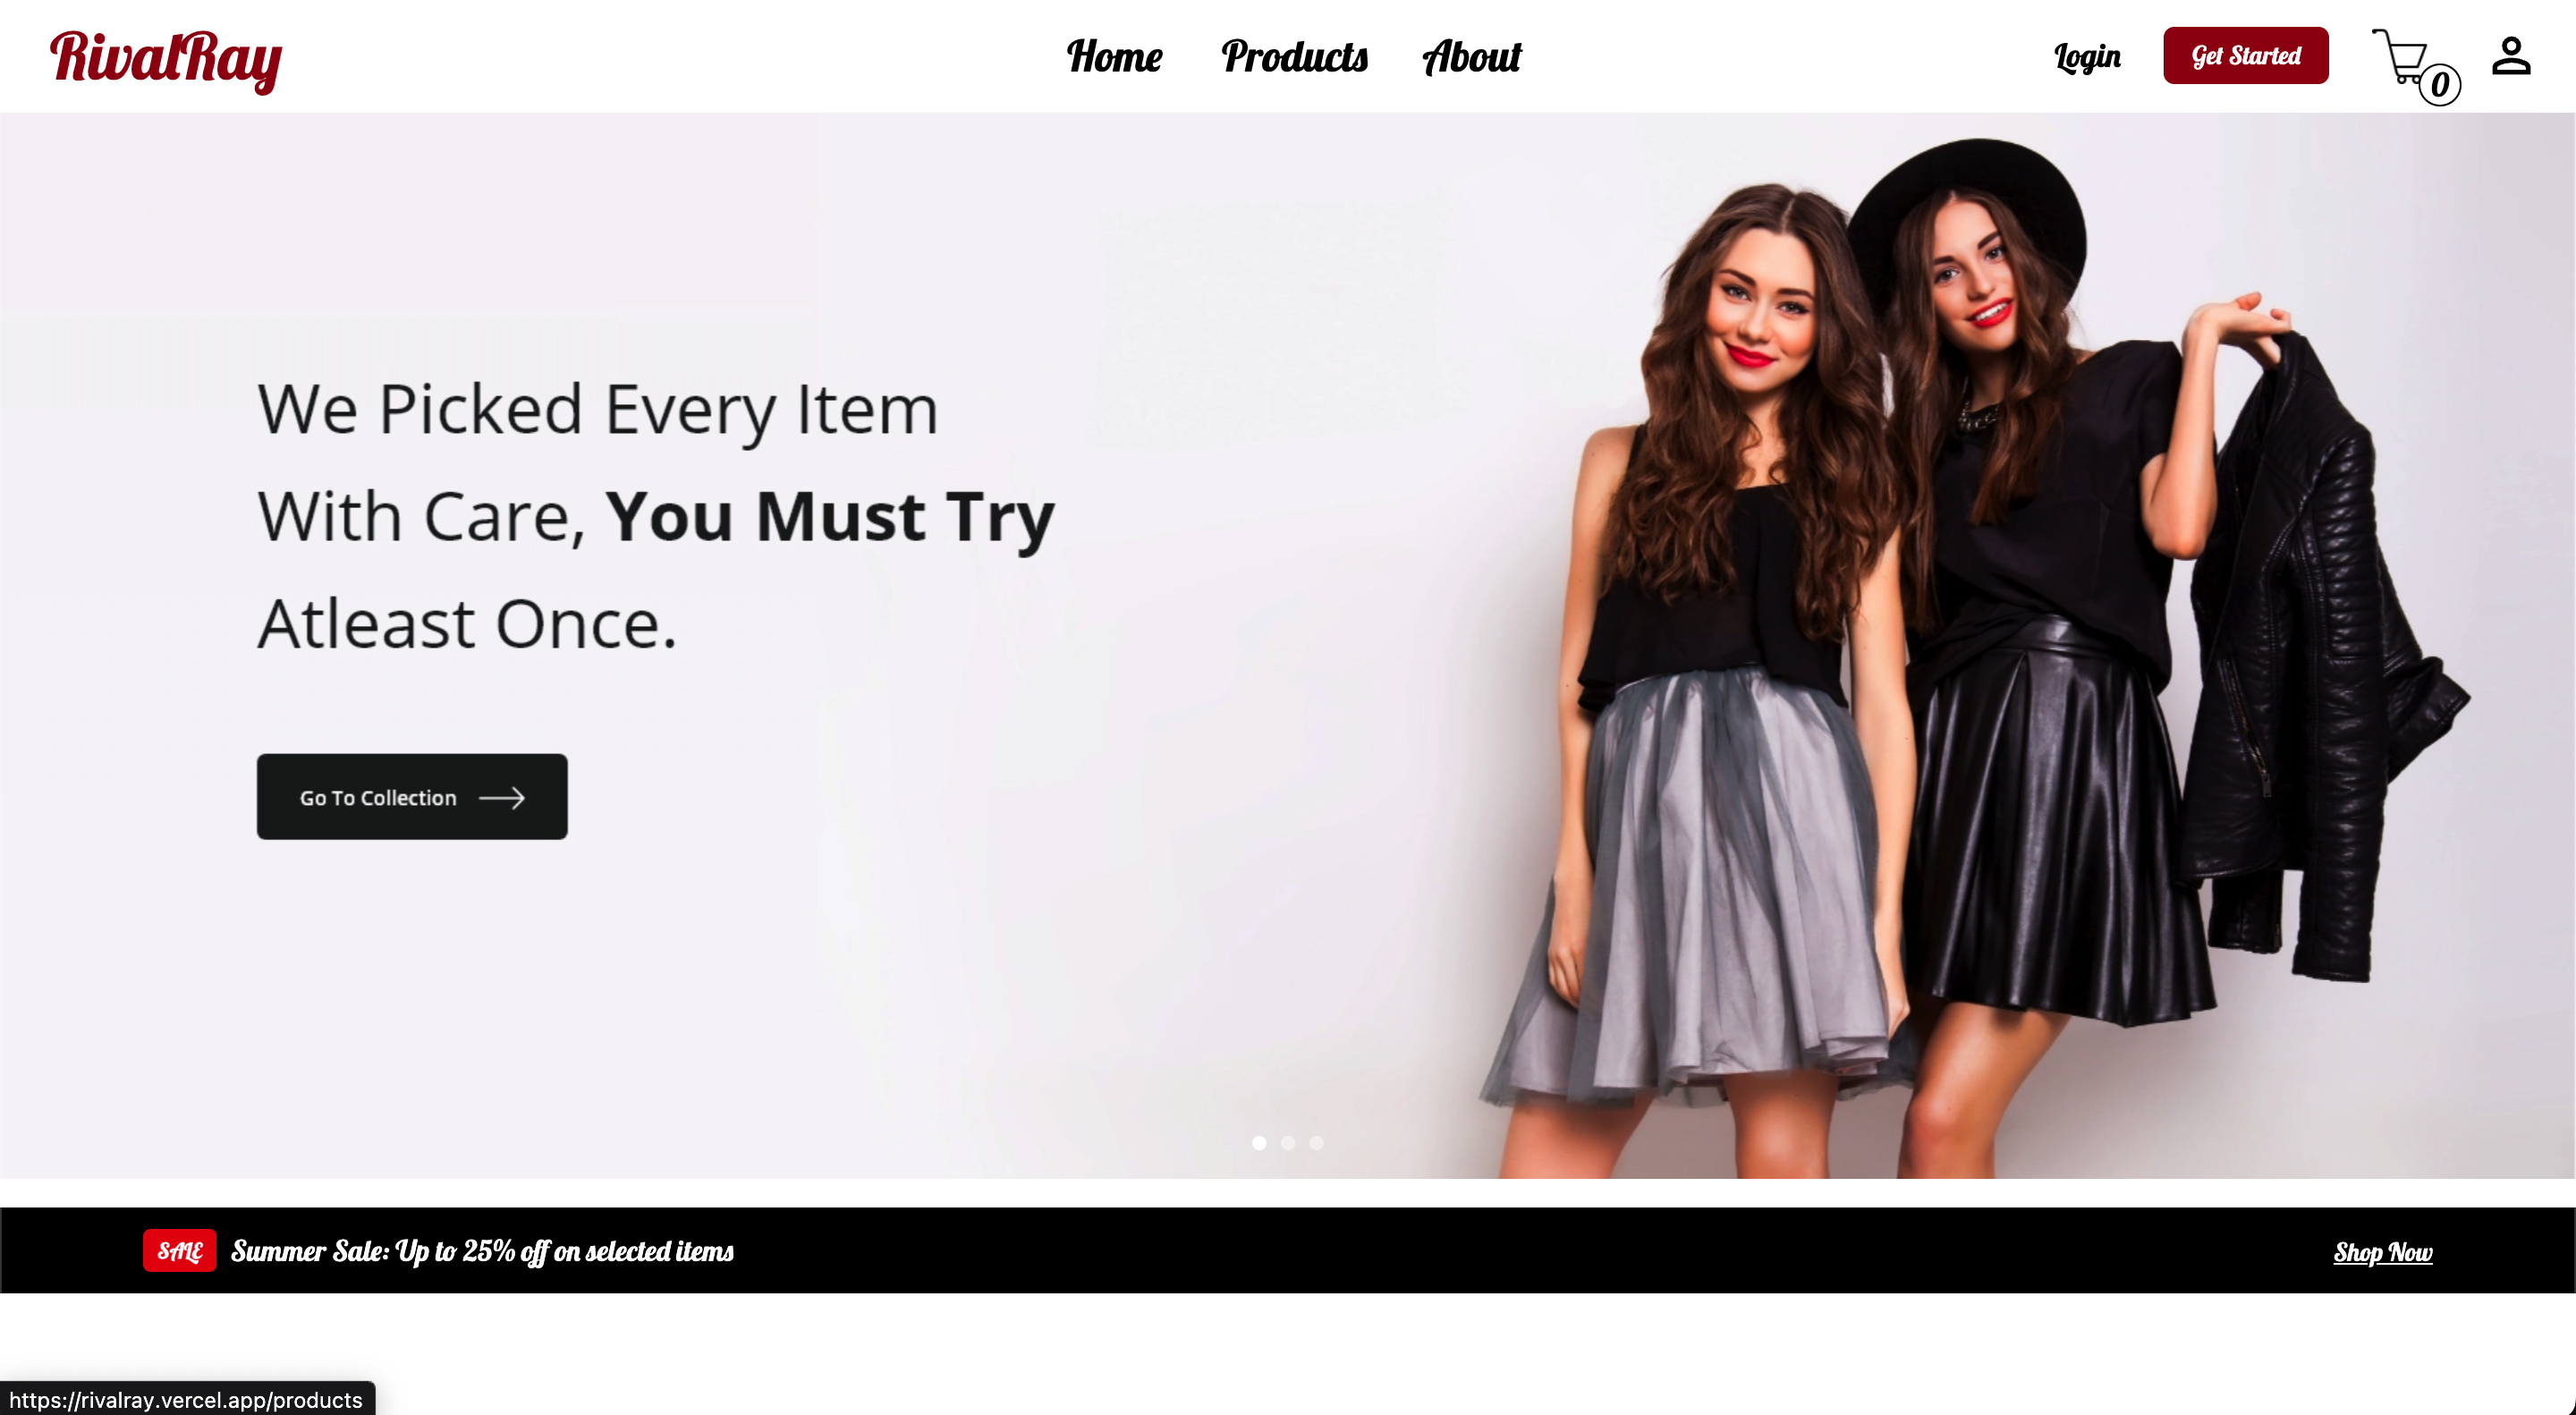 RivalRay
Home Products About
Login Get Started 0
We Picked Every Item
With Care, You Must Try
Atleast Once.
Go To Collection
SALE Summer Sale: Up to 25% off on selected items
Shop Now
https://rivalray.vercel.app/products